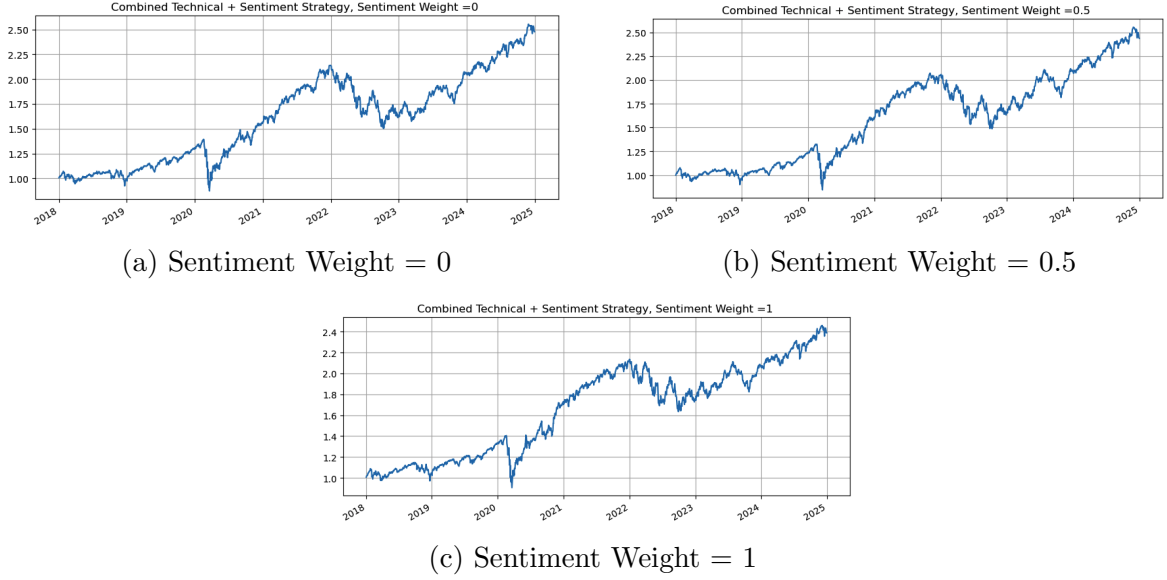 Combined Technical + Sentiment Strategy, Sentiment Weight =0
2.50
2.25
2.00
1.75
1.50
1.25
1.00
2018 2019 2020 2021 2022 2023 2024 2025
(a) Sentiment Weight = 0
Combined Technical + Sentiment Strategy, Sentiment Weight =0.5
2.50
2.25
2.00
1.75
1.50
1.25
1.00
2018 2019 2020 2021 2022 2023 2024 2025
(b) Sentiment Weight = 0.5
Combined Technical + Sentiment Strategy, Sentiment Weight =1
2.4
2.2
2.0
1.8
1.6
1.4
1.2
1.0
2018 2019 2020 2021 2022 2023 2024 2025
(c) Sentiment Weight = 1